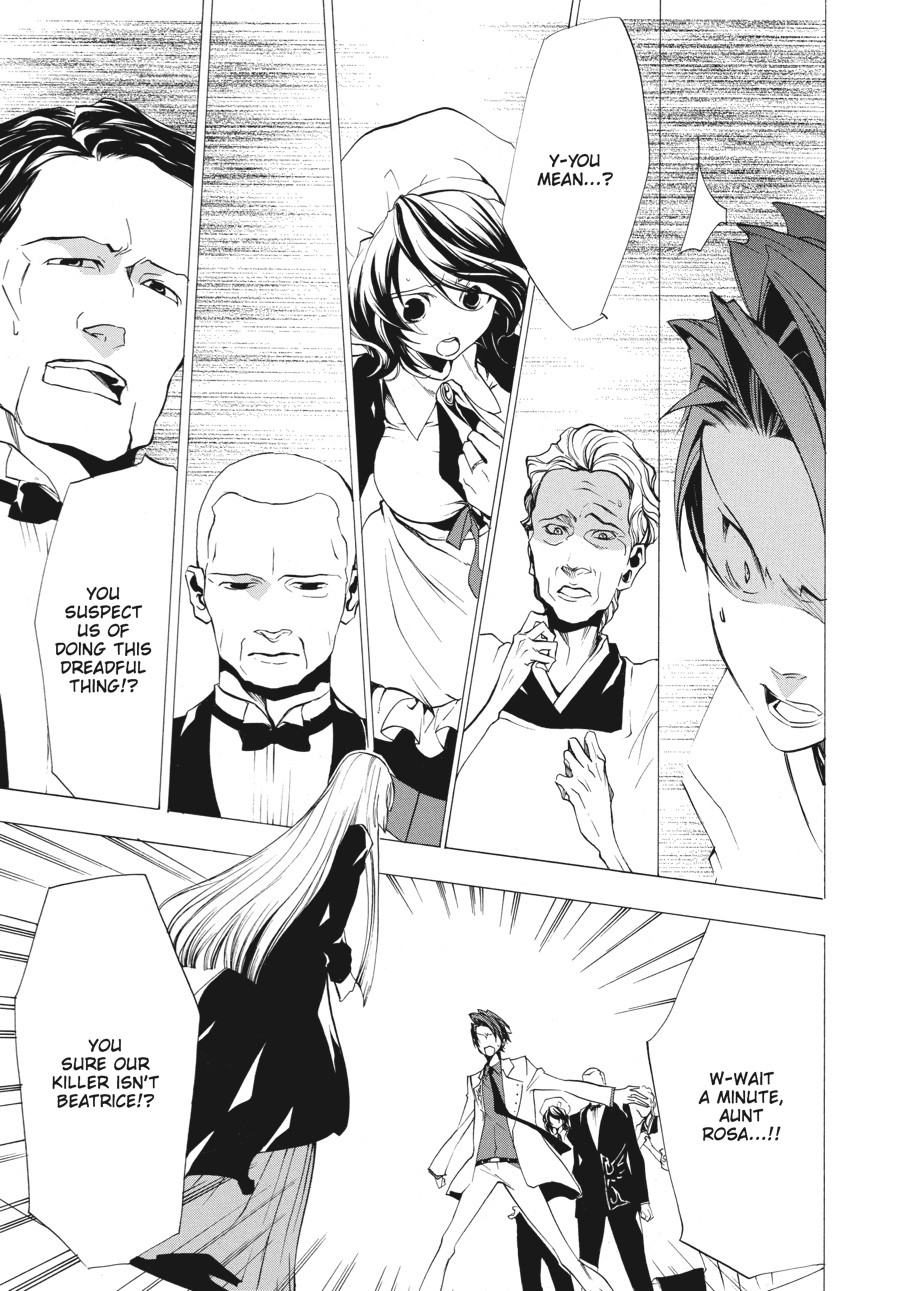 Y-YOU
MEAN...?
YOU
SUSPECT
US OF
DOING THIS
DREADFUL
THING!?
W-WAIT
A MINUTE,
AUNT
ROSA...!!
YOU
SURE OUR
KILLER ISN'T
BEATRICE!?